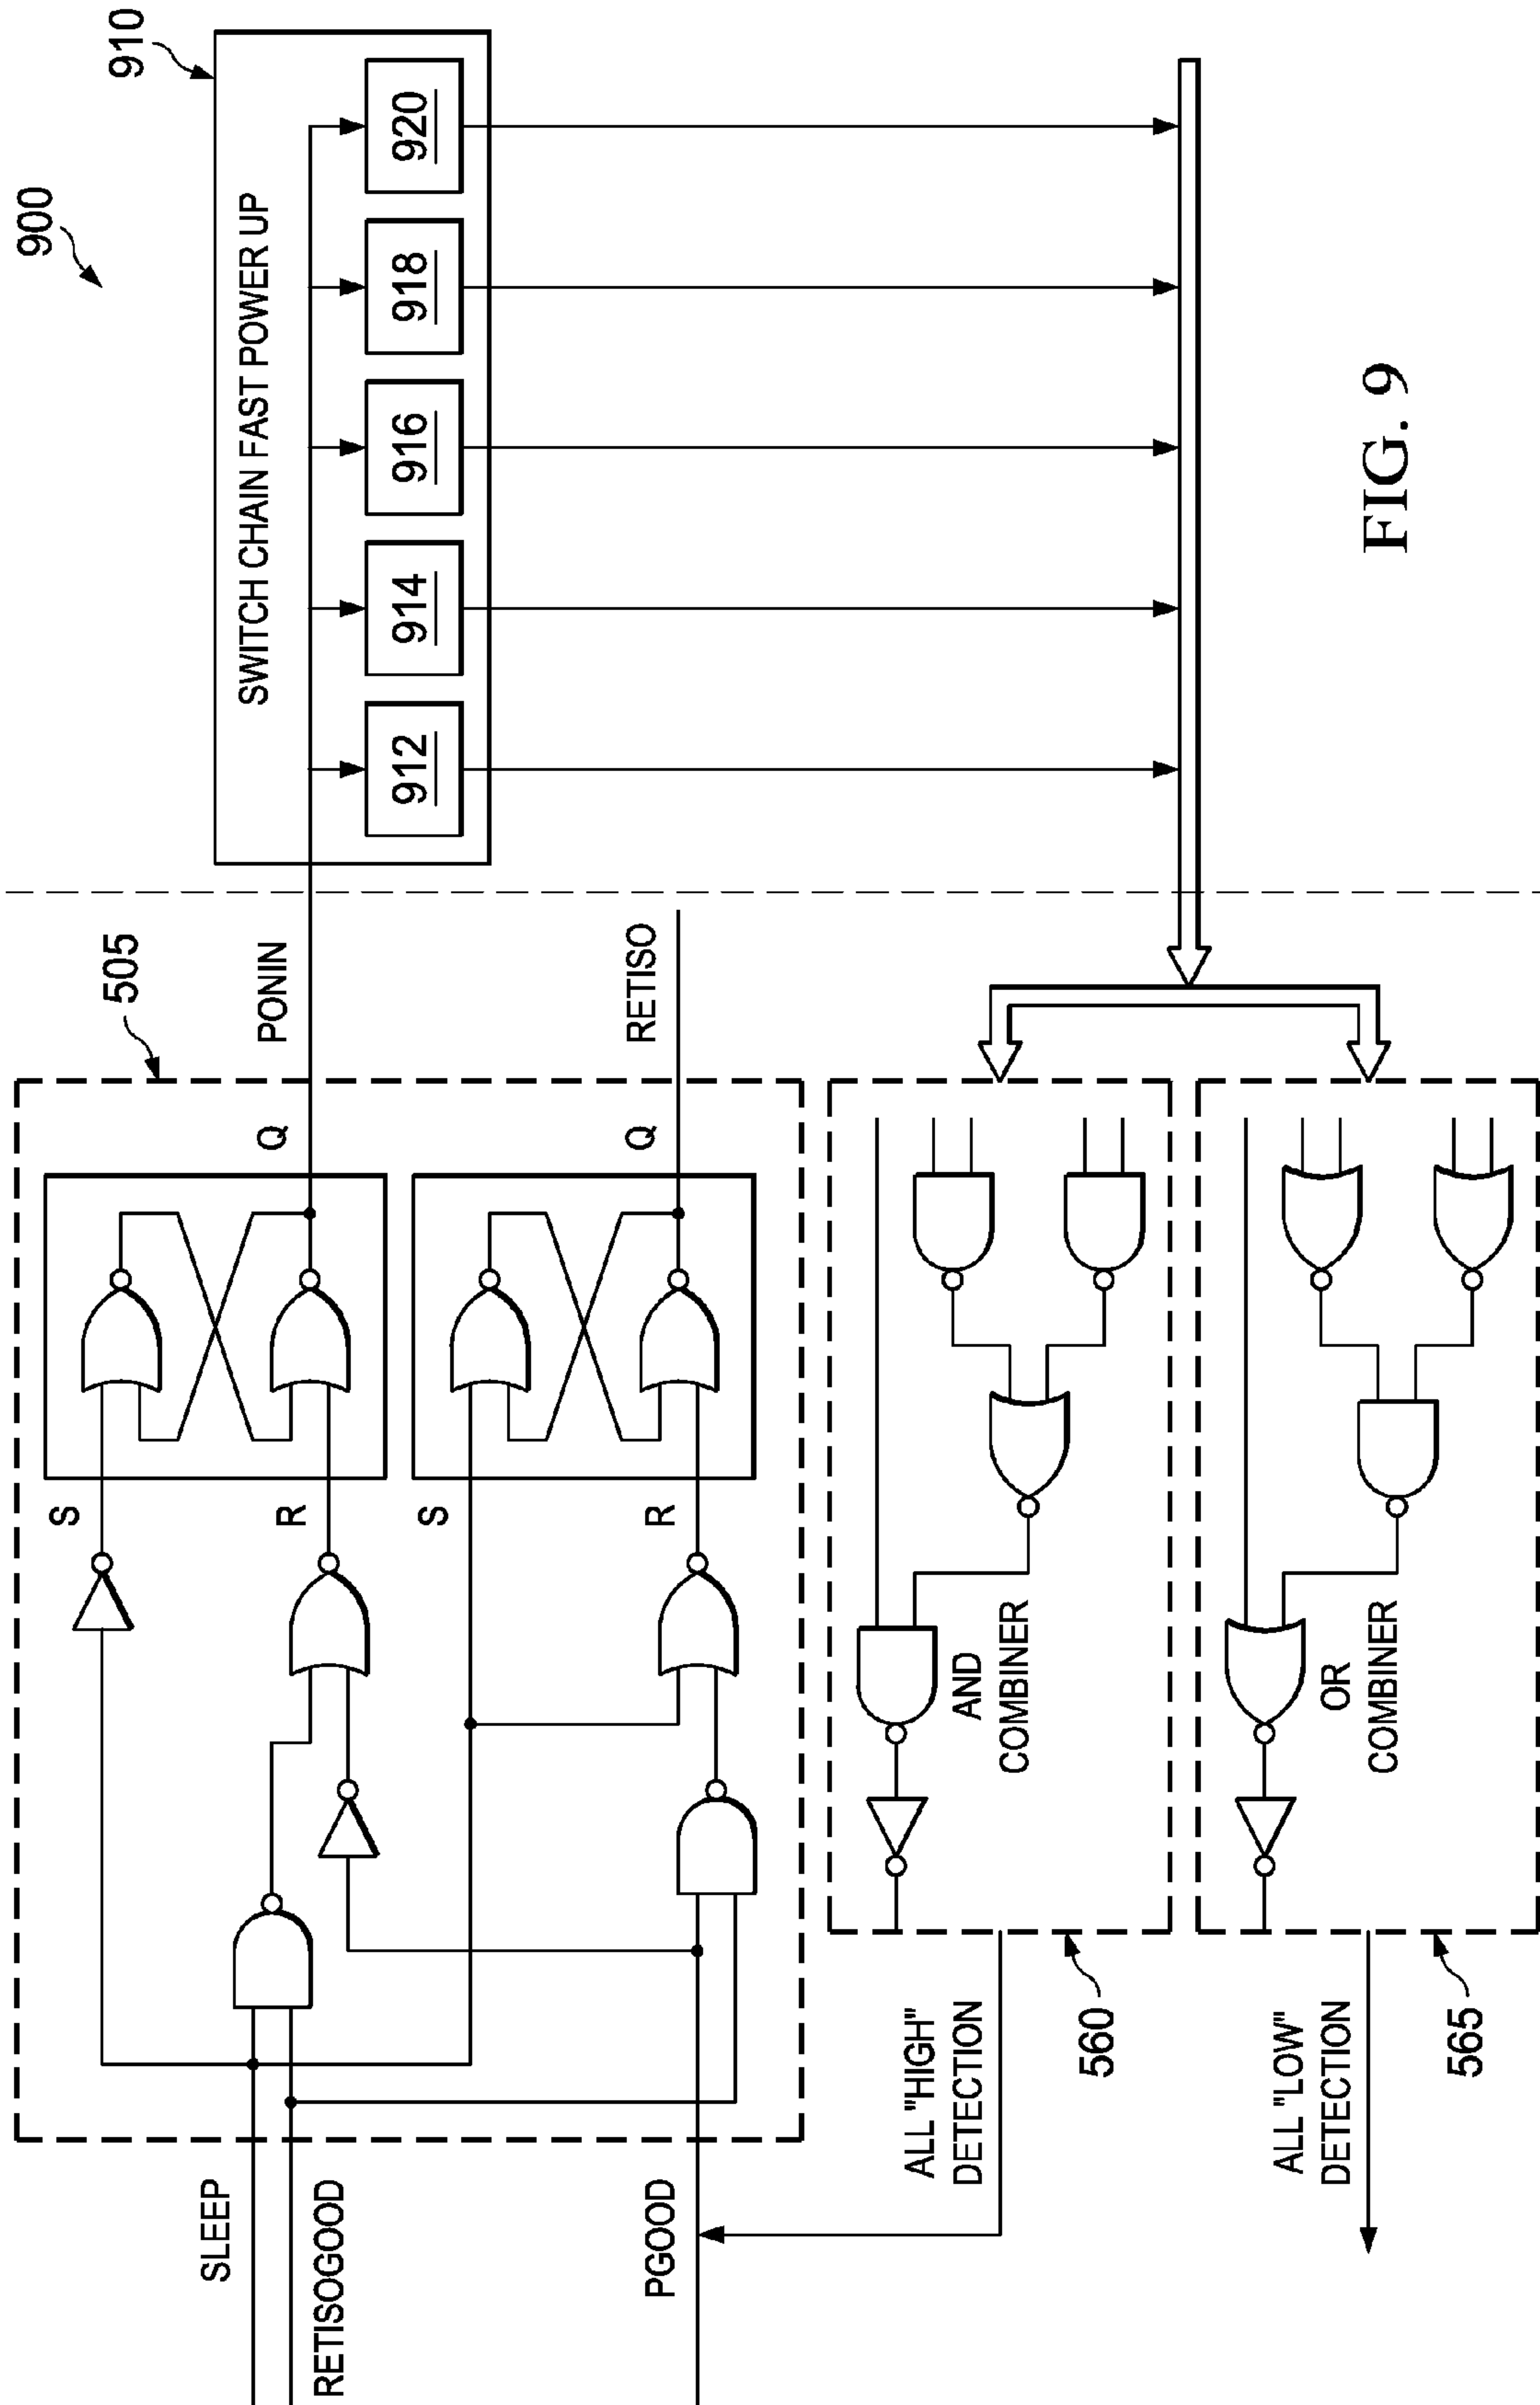 900
910
SWITCH CHAIN FAST POWER UP
912
914
916
918
920
505
PONIN
RETISO
Q
Q
S
R
S
R
SLEEP
RETISOGOOD
PGOOD
ALL "HIGH"
DETECTION
AND
COMBINER
560
ALL "LOW"
DETECTION
OR
COMBINER
565
FIG. 9